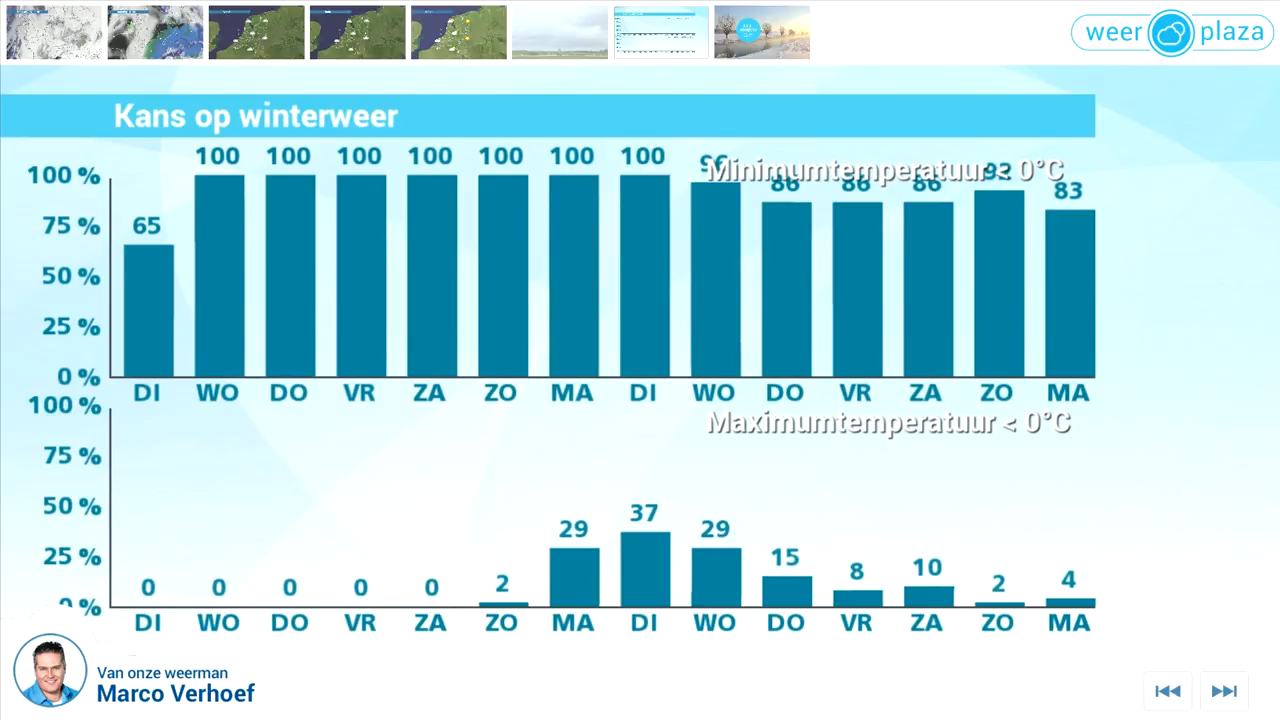 weer plaza
Kans op winterweer
Minimumtemperatuur < 0°C
100 100 100 100 100 100 100 96 86 86 86 92 83
65
100 %
75 %
50 %
25 %
0 %
DI WO DO VR ZA ZO MA DI WO DO VR ZA ZO MA
Maximumtemperatuur < 0°C
100 %
75 %
50 %
25 %
0 %
0 0 0 0 0 2 29 37 29 15 8 10 2 4
DI WO DO VR ZA ZO MA DI WO DO VR ZA ZO MA
Van onze weerman
Marco Verhoef